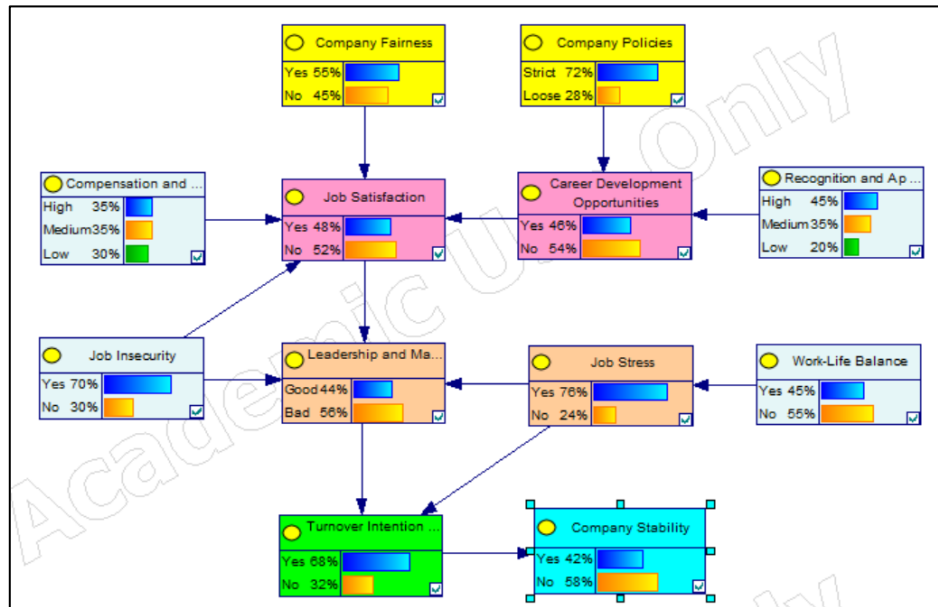 Company Fairness
Yes 55%
No 45%
Company Policies
Strict 72%
Loose 28%
Compensation and ...
High 35%
Medium 35%
Low 30%
Job Satisfaction
Yes 48%
No 52%
Career Development
Opportunities
Yes 46%
No 54%
Recognition and Ap ...
High 45%
Medium 35%
Low 20%
Job Insecurity
Yes 70%
No 30%
Leadership and Ma...
Good 44%
Bad 56%
Job Stress
Yes 76%
No 24%
Work-Life Balance
Yes 45%
No 55%
Turnover Intention ...
Yes 68%
No 32%
Company Stability
Yes 42%
No 58%
Academic Use Only